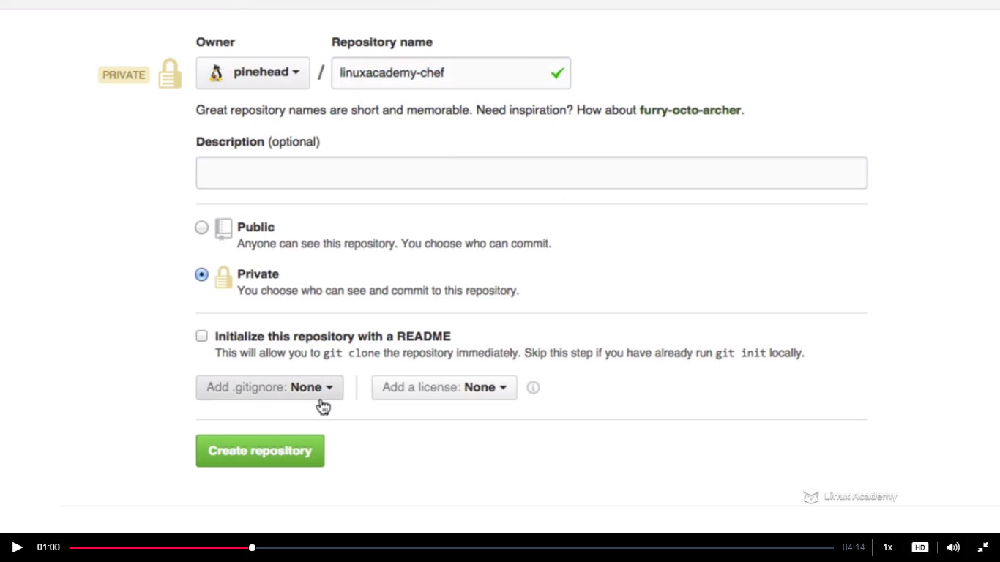 Owner Repository name
PRIVATE pinehead / linuxacademy-chef
Great repository names are short and memorable. Need inspiration? How about furry-octo-archer.
Description (optional)
Public
Anyone can see this repository. You choose who can commit.
Private
You choose who can see and commit to this repository.
Initialize this repository with a README
This will allow you to git clone the repository immediately. Skip this step if you have already run git init locally.
Add .gitignore: None Add a license: None
Create repository
Linux Academy
01:00 04:14 1x HD